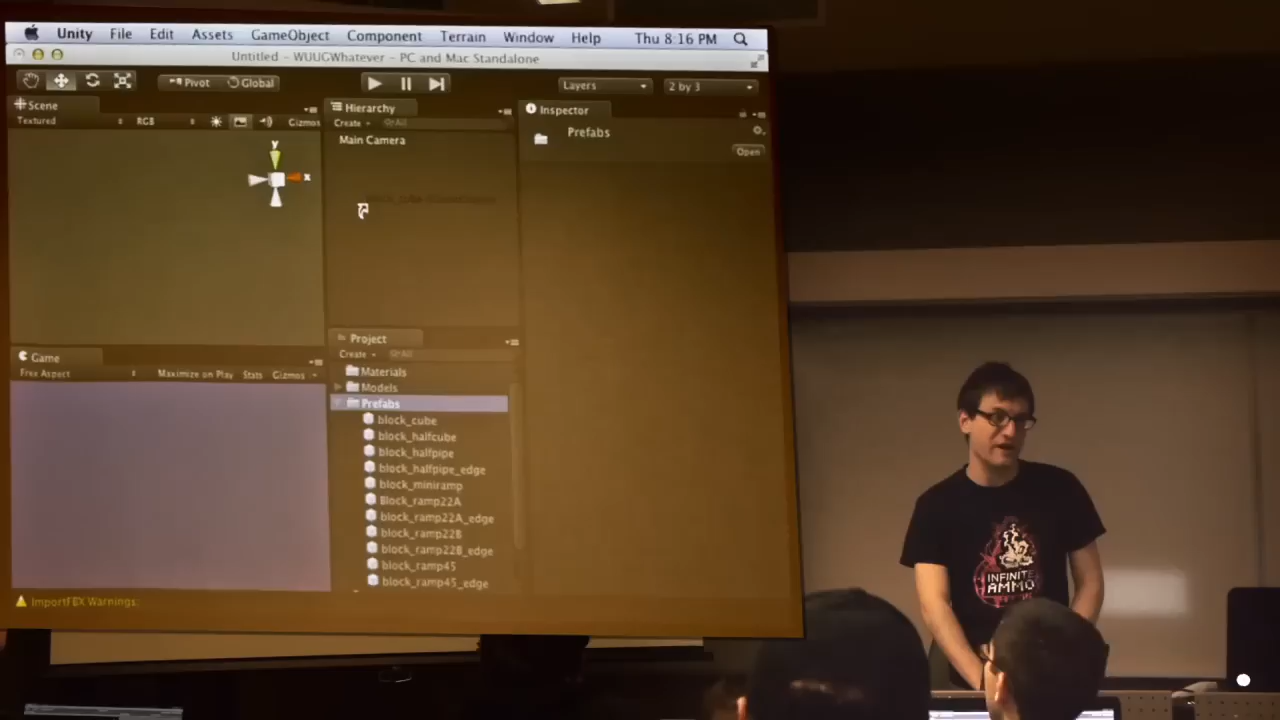 Unity File Edit Assets GameObject Component Terrain Window Help Thu 8:16 PM
Untitled - WUUGWhatever - PC and Mac Standalone
Pivot Global Layers 2 by 3
Scene
Textured RGB Gizmos
y
x
Hierarchy
Create All
Main Camera
Inspector
Prefabs
Open
Game
Free Aspect Maximize on Play Stats Gizmos
Project
Create All
Materials
Models
Prefabs
block_cube
block_halfcube
block_halfpipe
block_halfpipe_edge
block_miniramp
Block_ramp22A
block_ramp22A_edge
block_ramp22B
block_ramp22B_edge
block_ramp45
block_ramp45_edge
ImportFBX Warnings:
INFINITE
AMMO